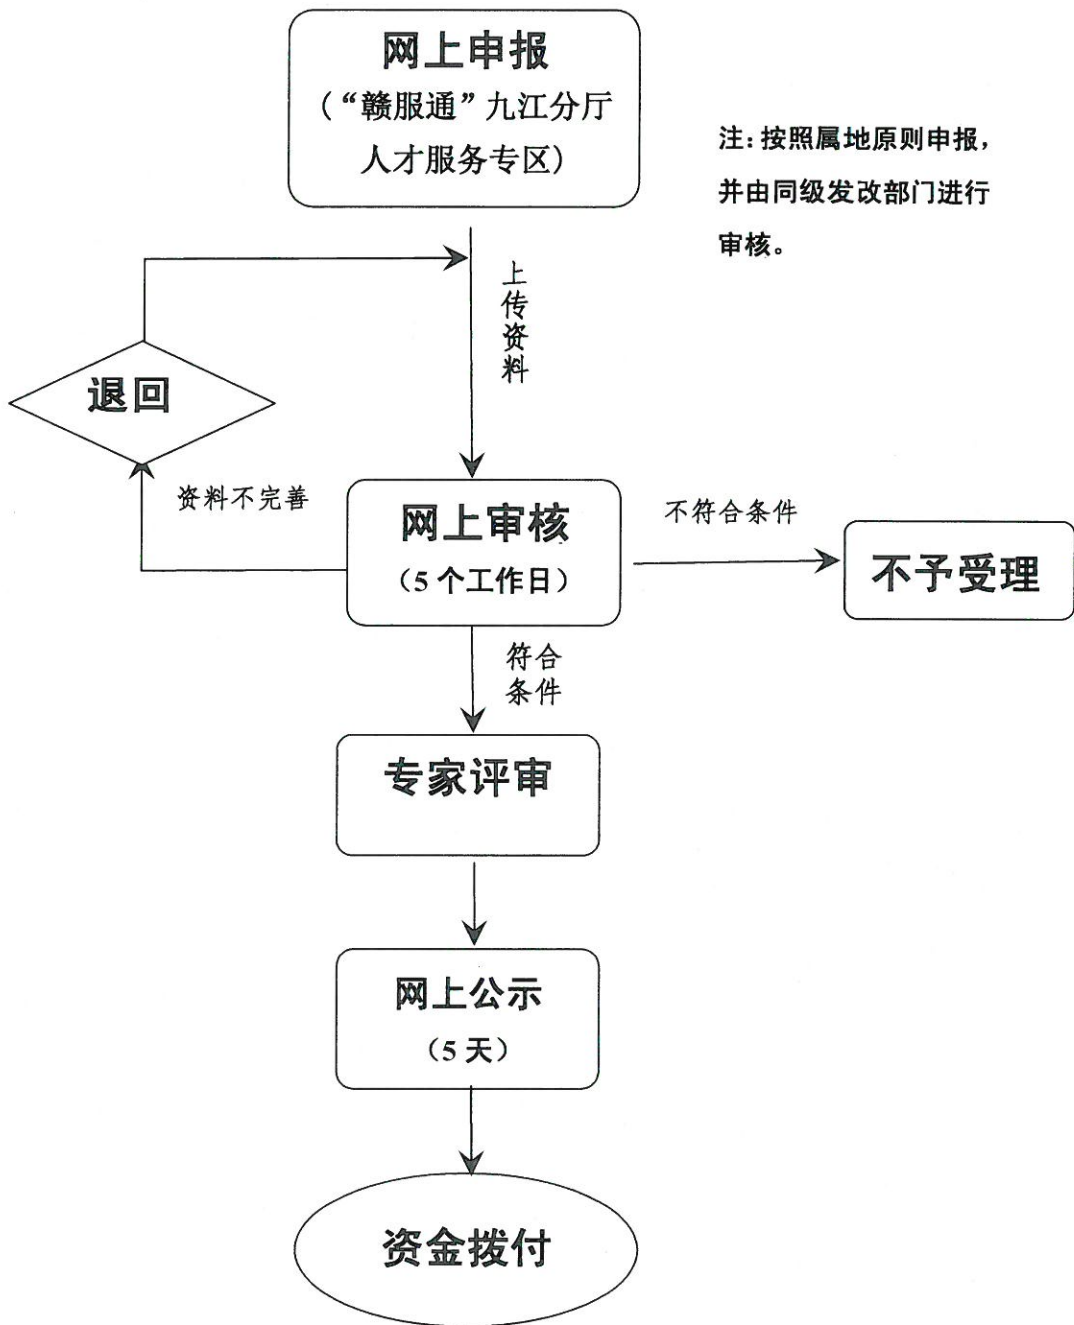 网上申报
（“赣服通”九江分厅
人才服务专区）
注：按照属地原则申报，
并由同级发改部门进行
审核。
上传资料
退回
资料不完善
网上审核
（5 个工作日）
不符合条件
不予受理
符合
条件
专家评审
网上公示
（5 天）
资金拨付